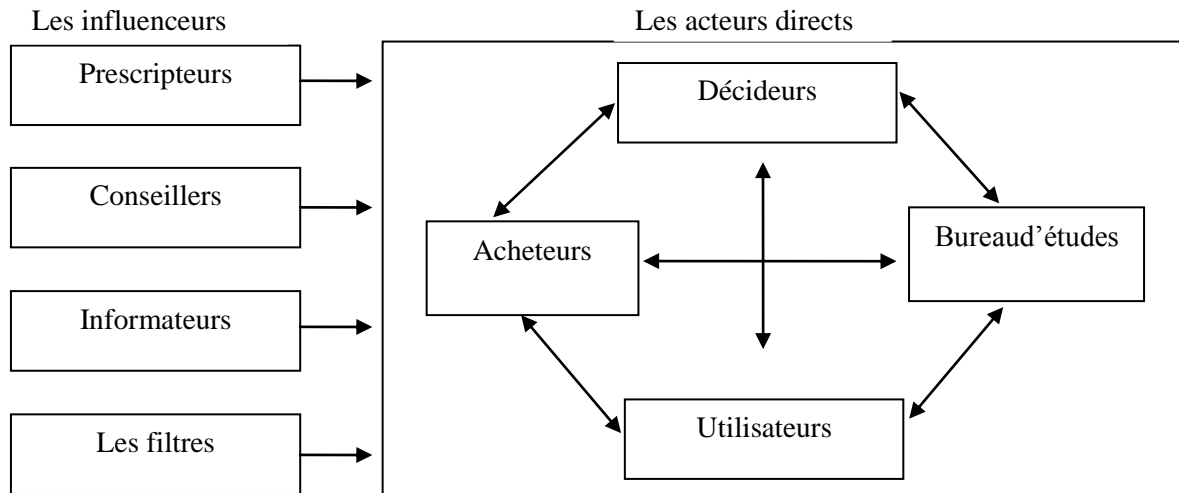 Les influenceurs
Les acteurs directs
Prescripteurs
Décideurs
Conseillers
Acheteurs
Bureaud’études
Informateurs
Utilisateurs
Les filtres